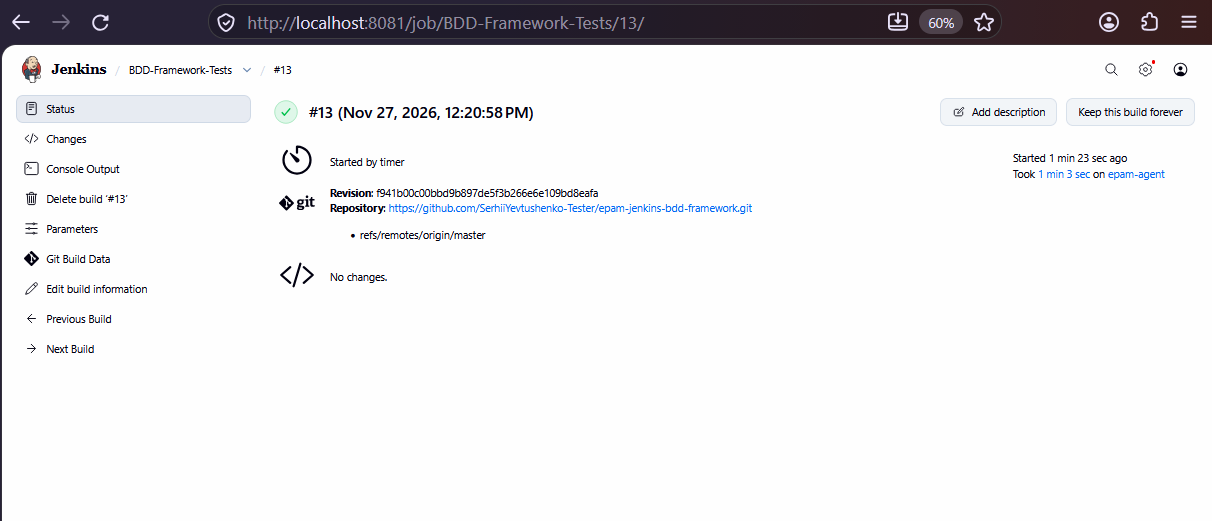 http://localhost:8081/job/BDD-Framework-Tests/13/
60%
Jenkins / BDD-Framework-Tests / #13
Status
Changes
Console Output
Delete build ‘#13’
Parameters
Git Build Data
Edit build information
Previous Build
Next Build
#13 (Nov 27, 2026, 12:20:58 PM)
Add description
Keep this build forever
Started by timer
Started 1 min 23 sec ago
Took 1 min 3 sec on epam-agent
git
Revision: f941b00c00bbd9b897de5f3b266e6e109bd8eafa
Repository: https://github.com/SerhiiYevtushenko-Tester/epam-jenkins-bdd-framework.git
• refs/remotes/origin/master
No changes.